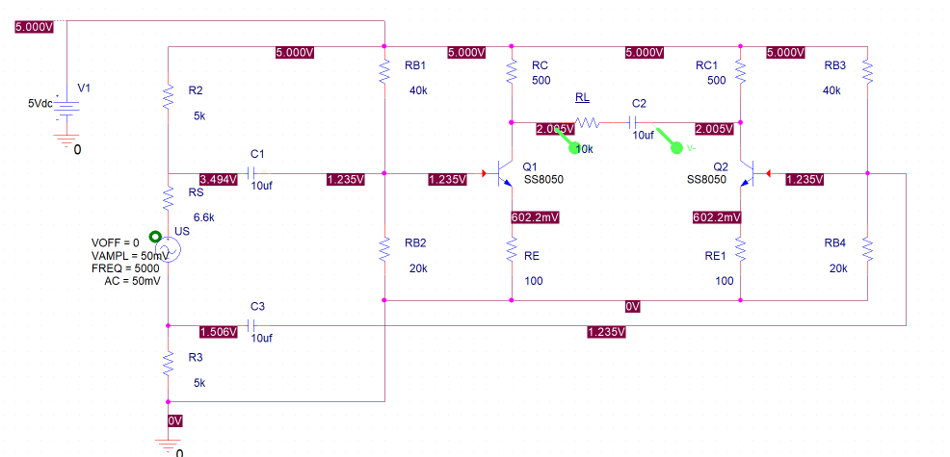 5.000V
5.000V
5.000V
5.000V
5.000V
V1
5Vdc
0
R2
5k
RB1
40k
RC
500
RL
10k
C2
10uf
RC1
500
RB3
40k
2.005V
2.005V
V-
3.494V
C1
10uf
1.235V
1.235V
Q1
SS8050
Q2
SS8050
1.235V
RS
6.6k
US
VOFF = 0
VAMPL = 50mV
FREQ = 5000
AC = 50mV
602.2mV
602.2mV
RB2
20k
RE
100
RE1
100
RB4
20k
0V
C3
10uf
1.506V
1.235V
R3
5k
0V
0